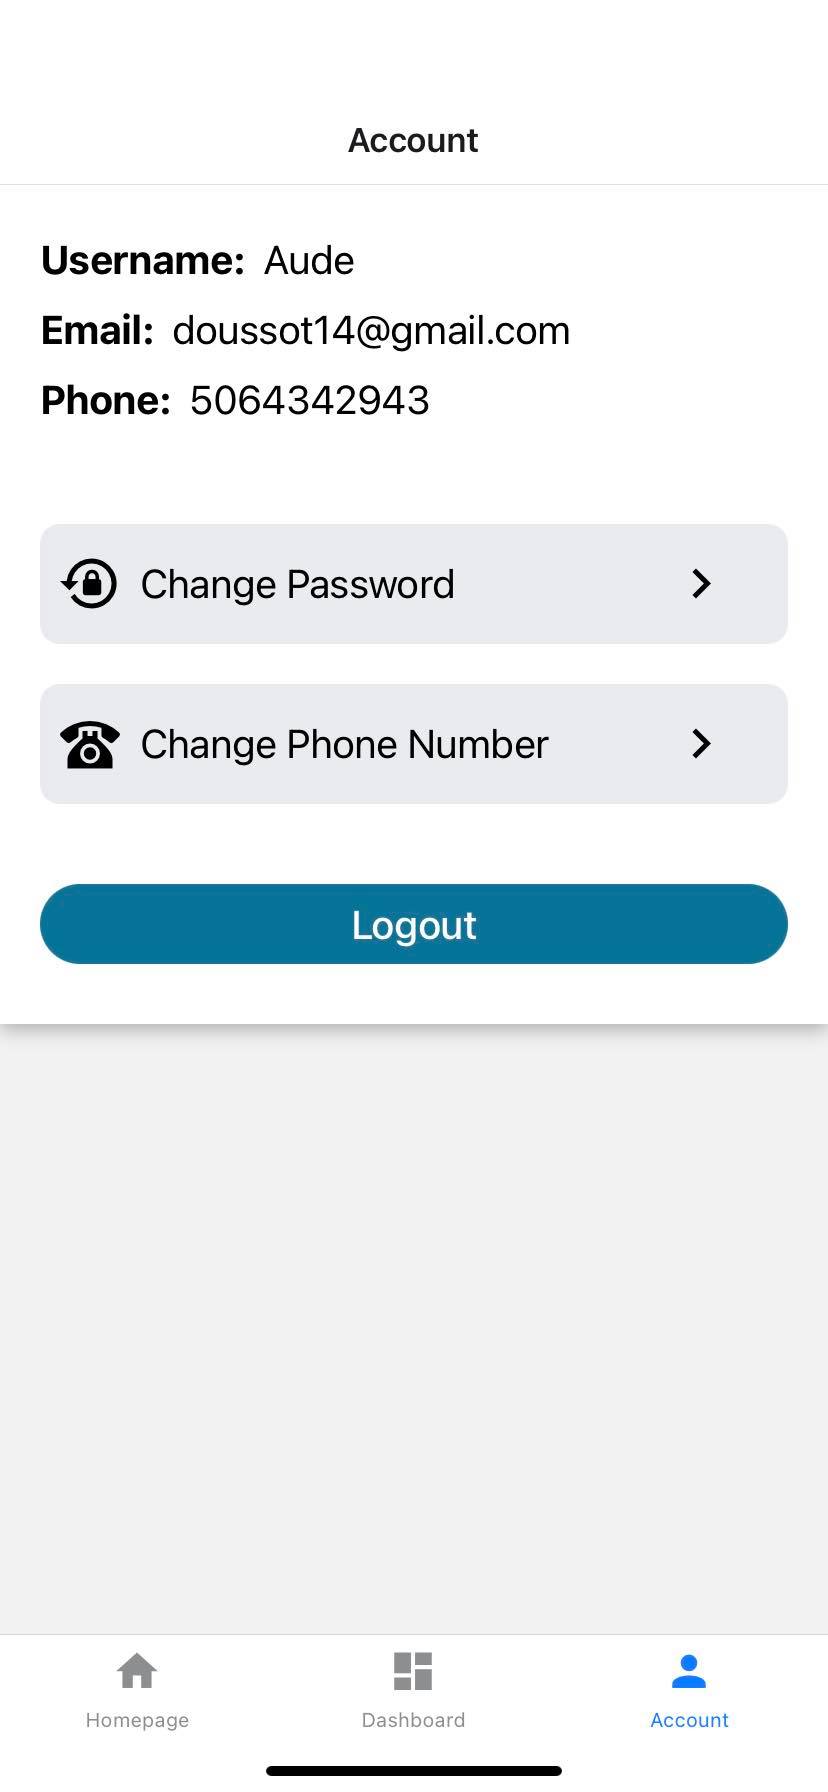 Account
Username: Aude
Email: doussot14@gmail.com
Phone: 5064342943
Change Password
Change Phone Number
Logout
Homepage Dashboard Account